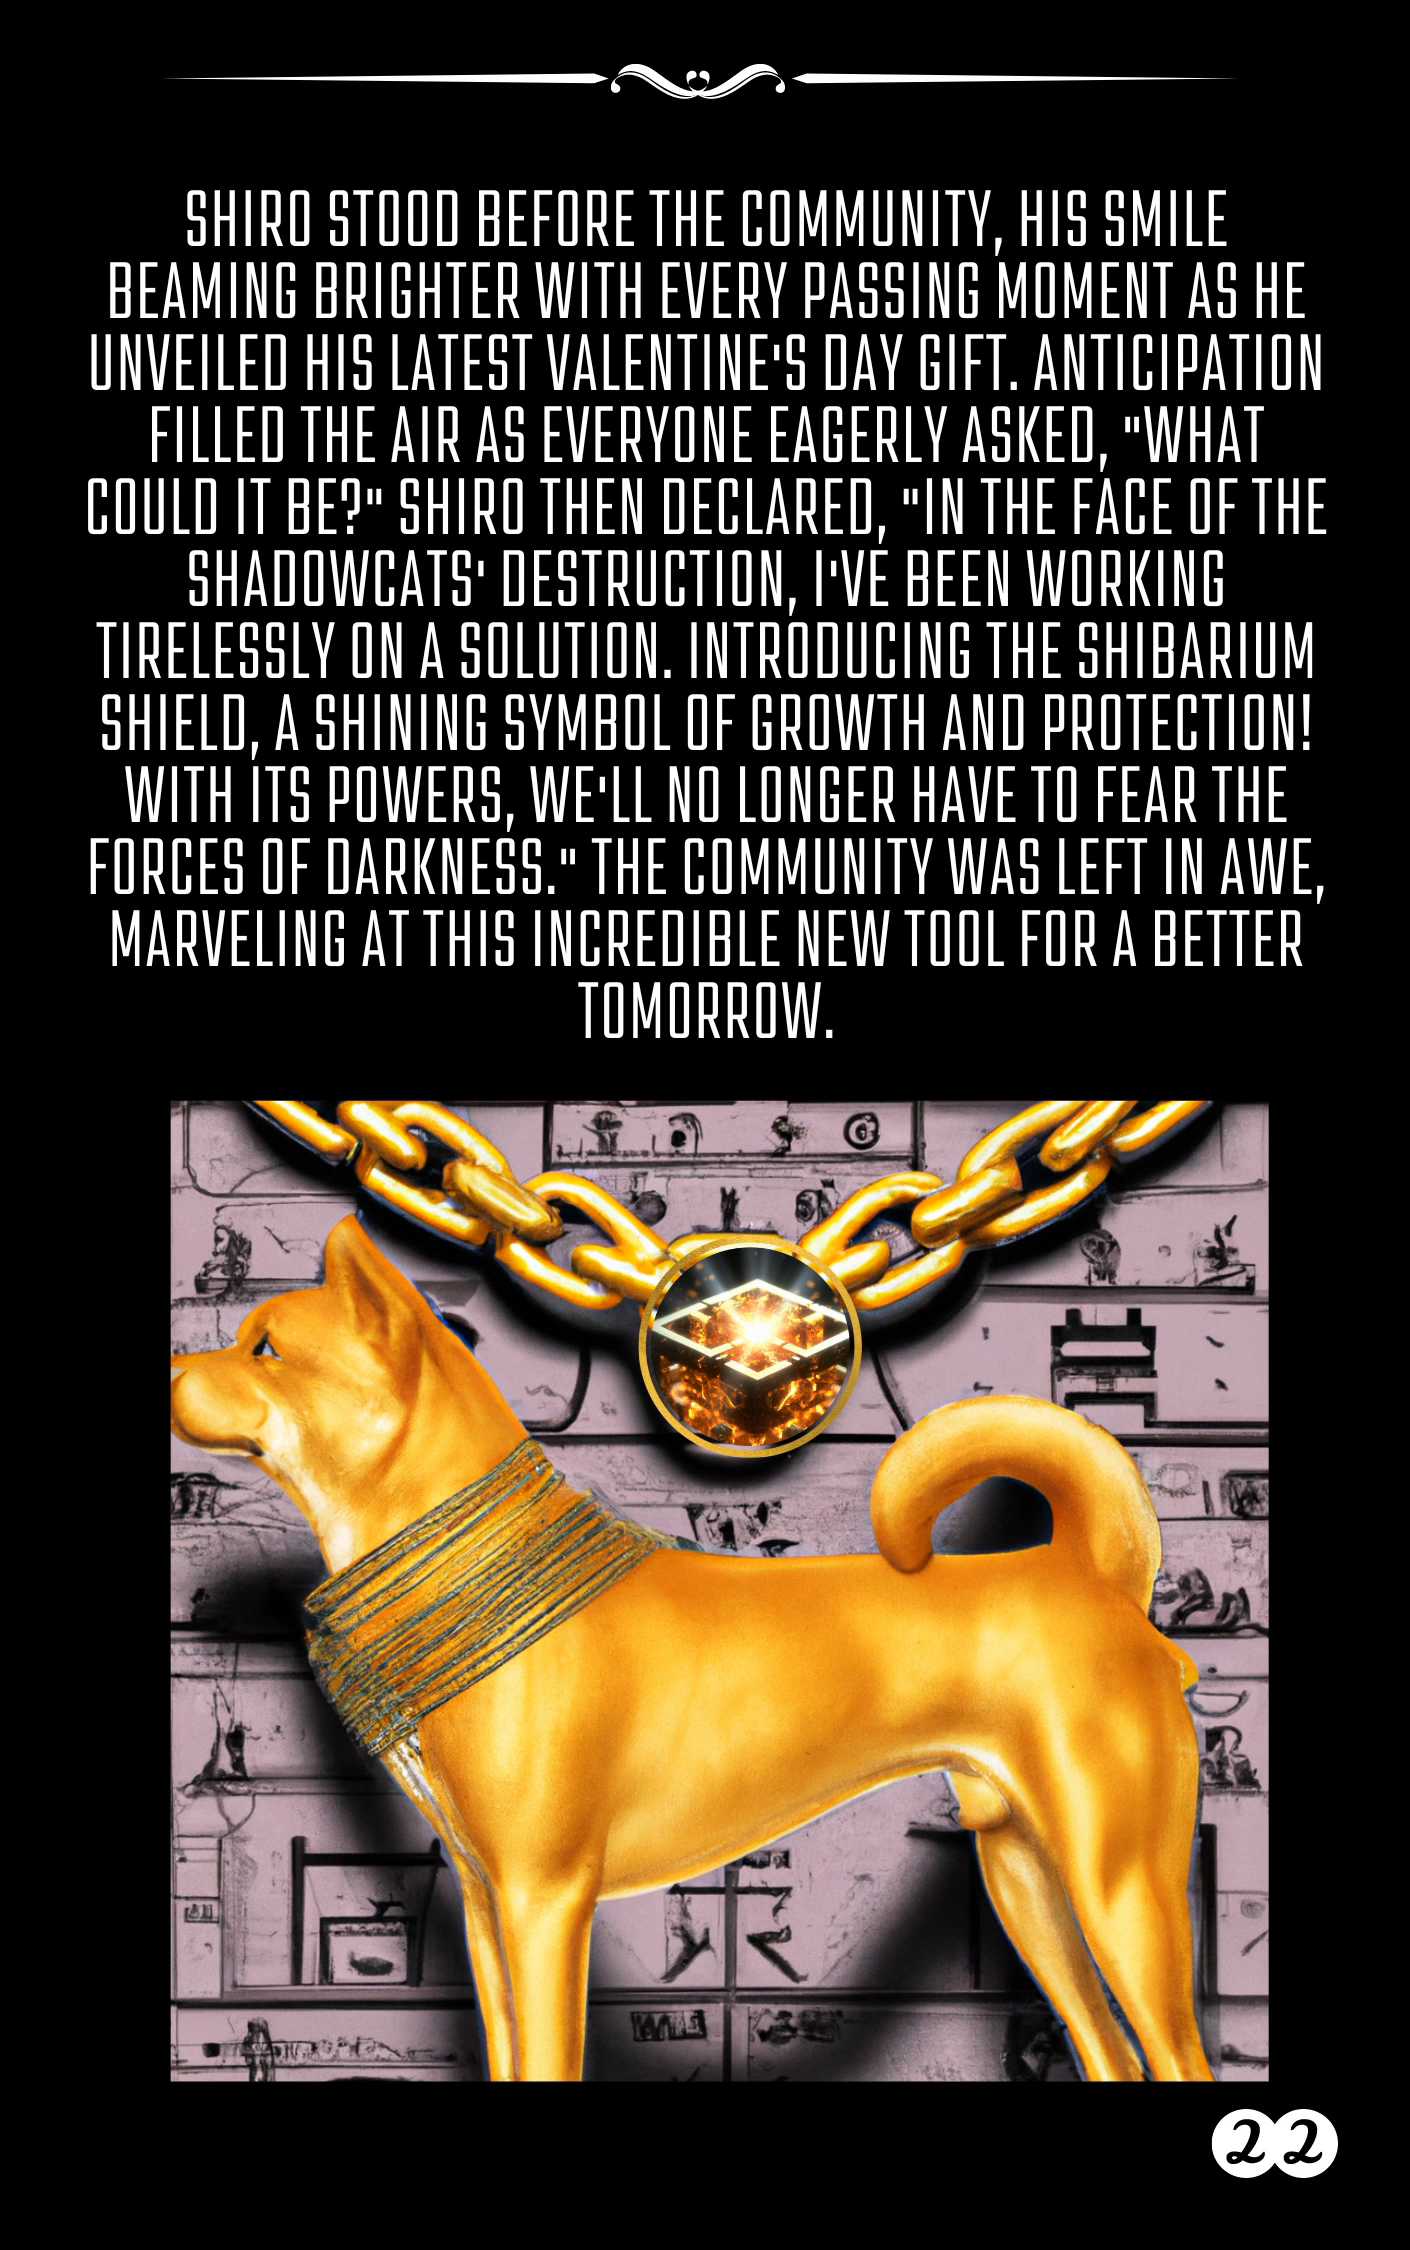 SHIRO STOOD BEFORE THE COMMUNITY, HIS SMILE
BEAMING BRIGHTER WITH EVERY PASSING MOMENT AS HE
UNVEILED HIS LATEST VALENTINE'S DAY GIFT. ANTICIPATION
FILLED THE AIR AS EVERYONE EAGERLY ASKED, "WHAT
COULD IT BE?" SHIRO THEN DECLARED, "IN THE FACE OF THE
SHADOWCATS' DESTRUCTION, I'VE BEEN WORKING
TIRELESSLY ON A SOLUTION. INTRODUCING THE SHIBARIUM
SHIELD, A SHINING SYMBOL OF GROWTH AND PROTECTION!
WITH ITS POWERS, WE'LL NO LONGER HAVE TO FEAR THE
FORCES OF DARKNESS." THE COMMUNITY WAS LEFT IN AWE,
MARVELING AT THIS INCREDIBLE NEW TOOL FOR A BETTER
TOMORROW.
22